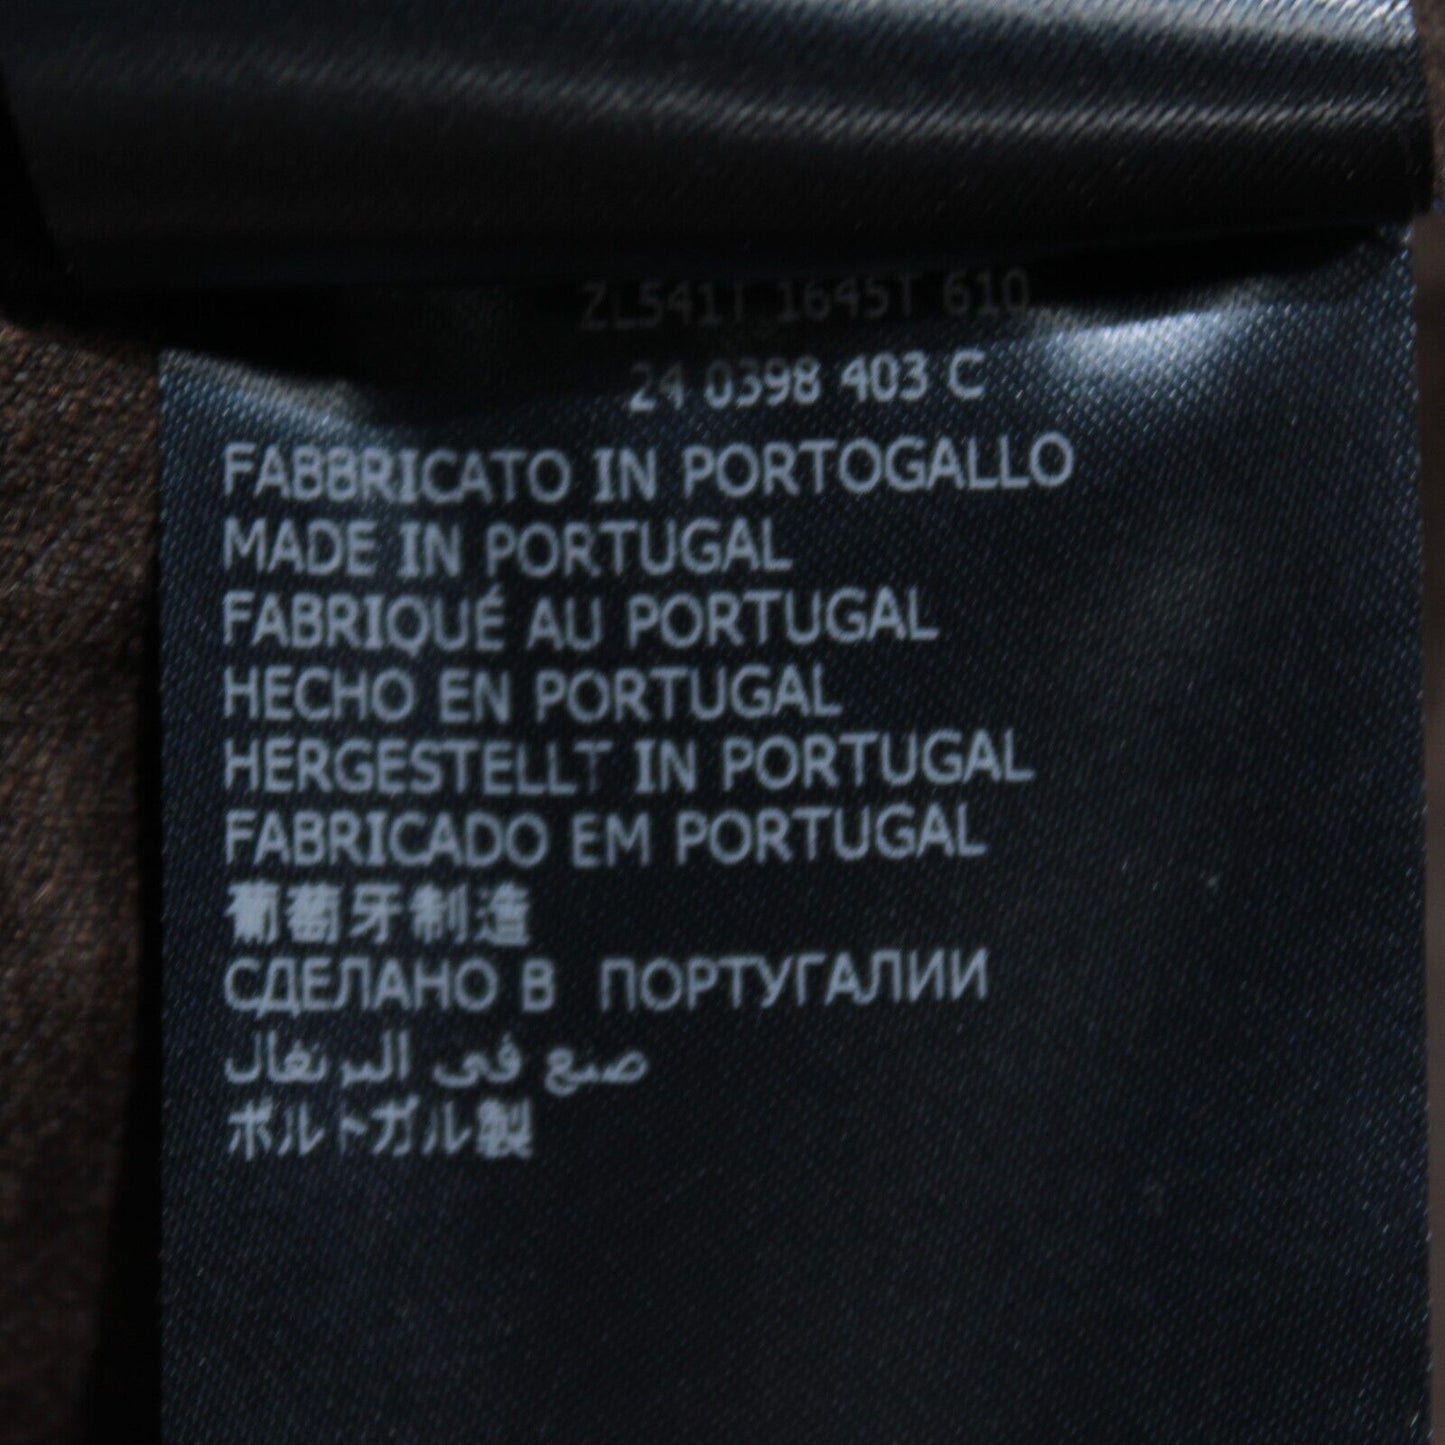 ZL541T 1645T 610
24 0398 403 C
FABBRICATO IN PORTOGALLO
MADE IN PORTUGAL
FABRIQUÉ AU PORTUGAL
HECHO EN PORTUGAL
HERGESTELLT IN PORTUGAL
FABRICADO EM PORTUGAL
葡萄牙制造
СДЕЛАНО В ПОРТУГАЛИИ
صنع في البرتغال
ポルトガル製